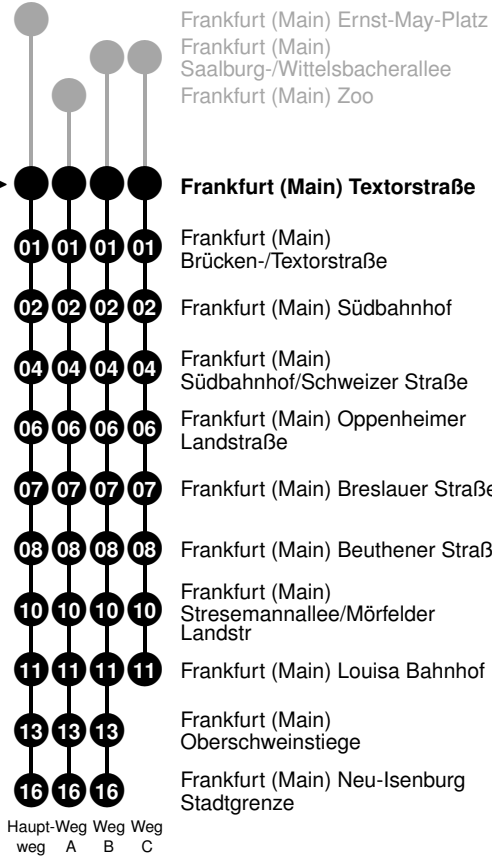 Frankfurt (Main) Ernst-May-Platz
Frankfurt (Main)
Saalburg-/Wittelsbacherallee
Frankfurt (Main) Zoo
Frankfurt (Main) Textorstraße
01 01 01 01 Frankfurt (Main)
Brücken-/Textorstraße
02 02 02 02 Frankfurt (Main) Südbahnhof
04 04 04 04 Frankfurt (Main)
Südbahnhof/Schweizer Straße
06 06 06 06 Frankfurt (Main) Oppenheimer
Landstraße
07 07 07 07 Frankfurt (Main) Breslauer Straße
08 08 08 08 Frankfurt (Main) Beuthener Straß
10 10 10 10 Frankfurt (Main)
Stresemannallee/Mörfelder
Landstr
11 11 11 11 Frankfurt (Main) Louisa Bahnhof
13 13 13 Frankfurt (Main)
Oberschweinstiege
16 16 16 Frankfurt (Main) Neu-Isenburg
Stadtgrenze
Haupt- Weg Weg Weg
weg A B C